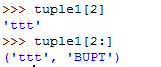 >>> tuple1[2]
'ttt'
>>> tuple1[2:]
('ttt', 'BUPT')